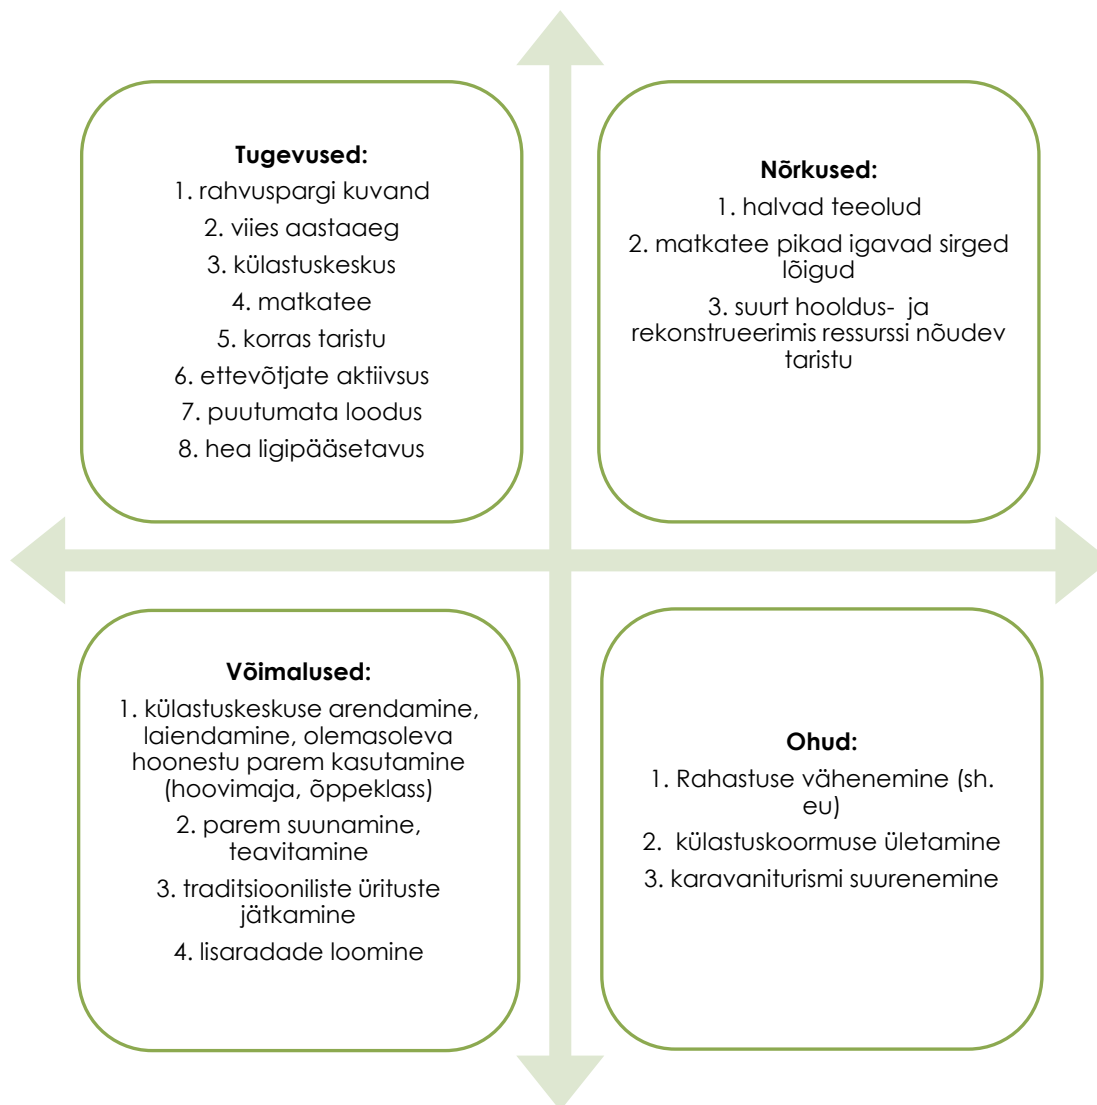 Tugevused:
1. rahvuspargi kuvand
2. viies aastaaeg
3. külastuskeskus
4. matkatee
5. korras taristu
6. ettevõtjate aktiivsus
7. puutumata loodus
8. hea ligipääsetavus
Nõrkused:
1. halvad teeolud
2. matkatee pikad igavad sirged
lõigud
3. suurt hooldus- ja
rekonstrueerimis ressurssi nõudev
taristu
Võimalused:
1. külastuskeskuse arendamine,
laiendamine, olemasoleva
hoonestu parem kasutamine
(hoovimaja, õppeklass)
2. parem suunamine,
teavitamine
3. traditsiooniliste ürituste
jätkamine
4. lisaradade loomine
Ohud:
1. Rahastuse vähenemine (sh.
eu)
2. külastuskoormuse ületamine
3. karavaniturismi suurenemine